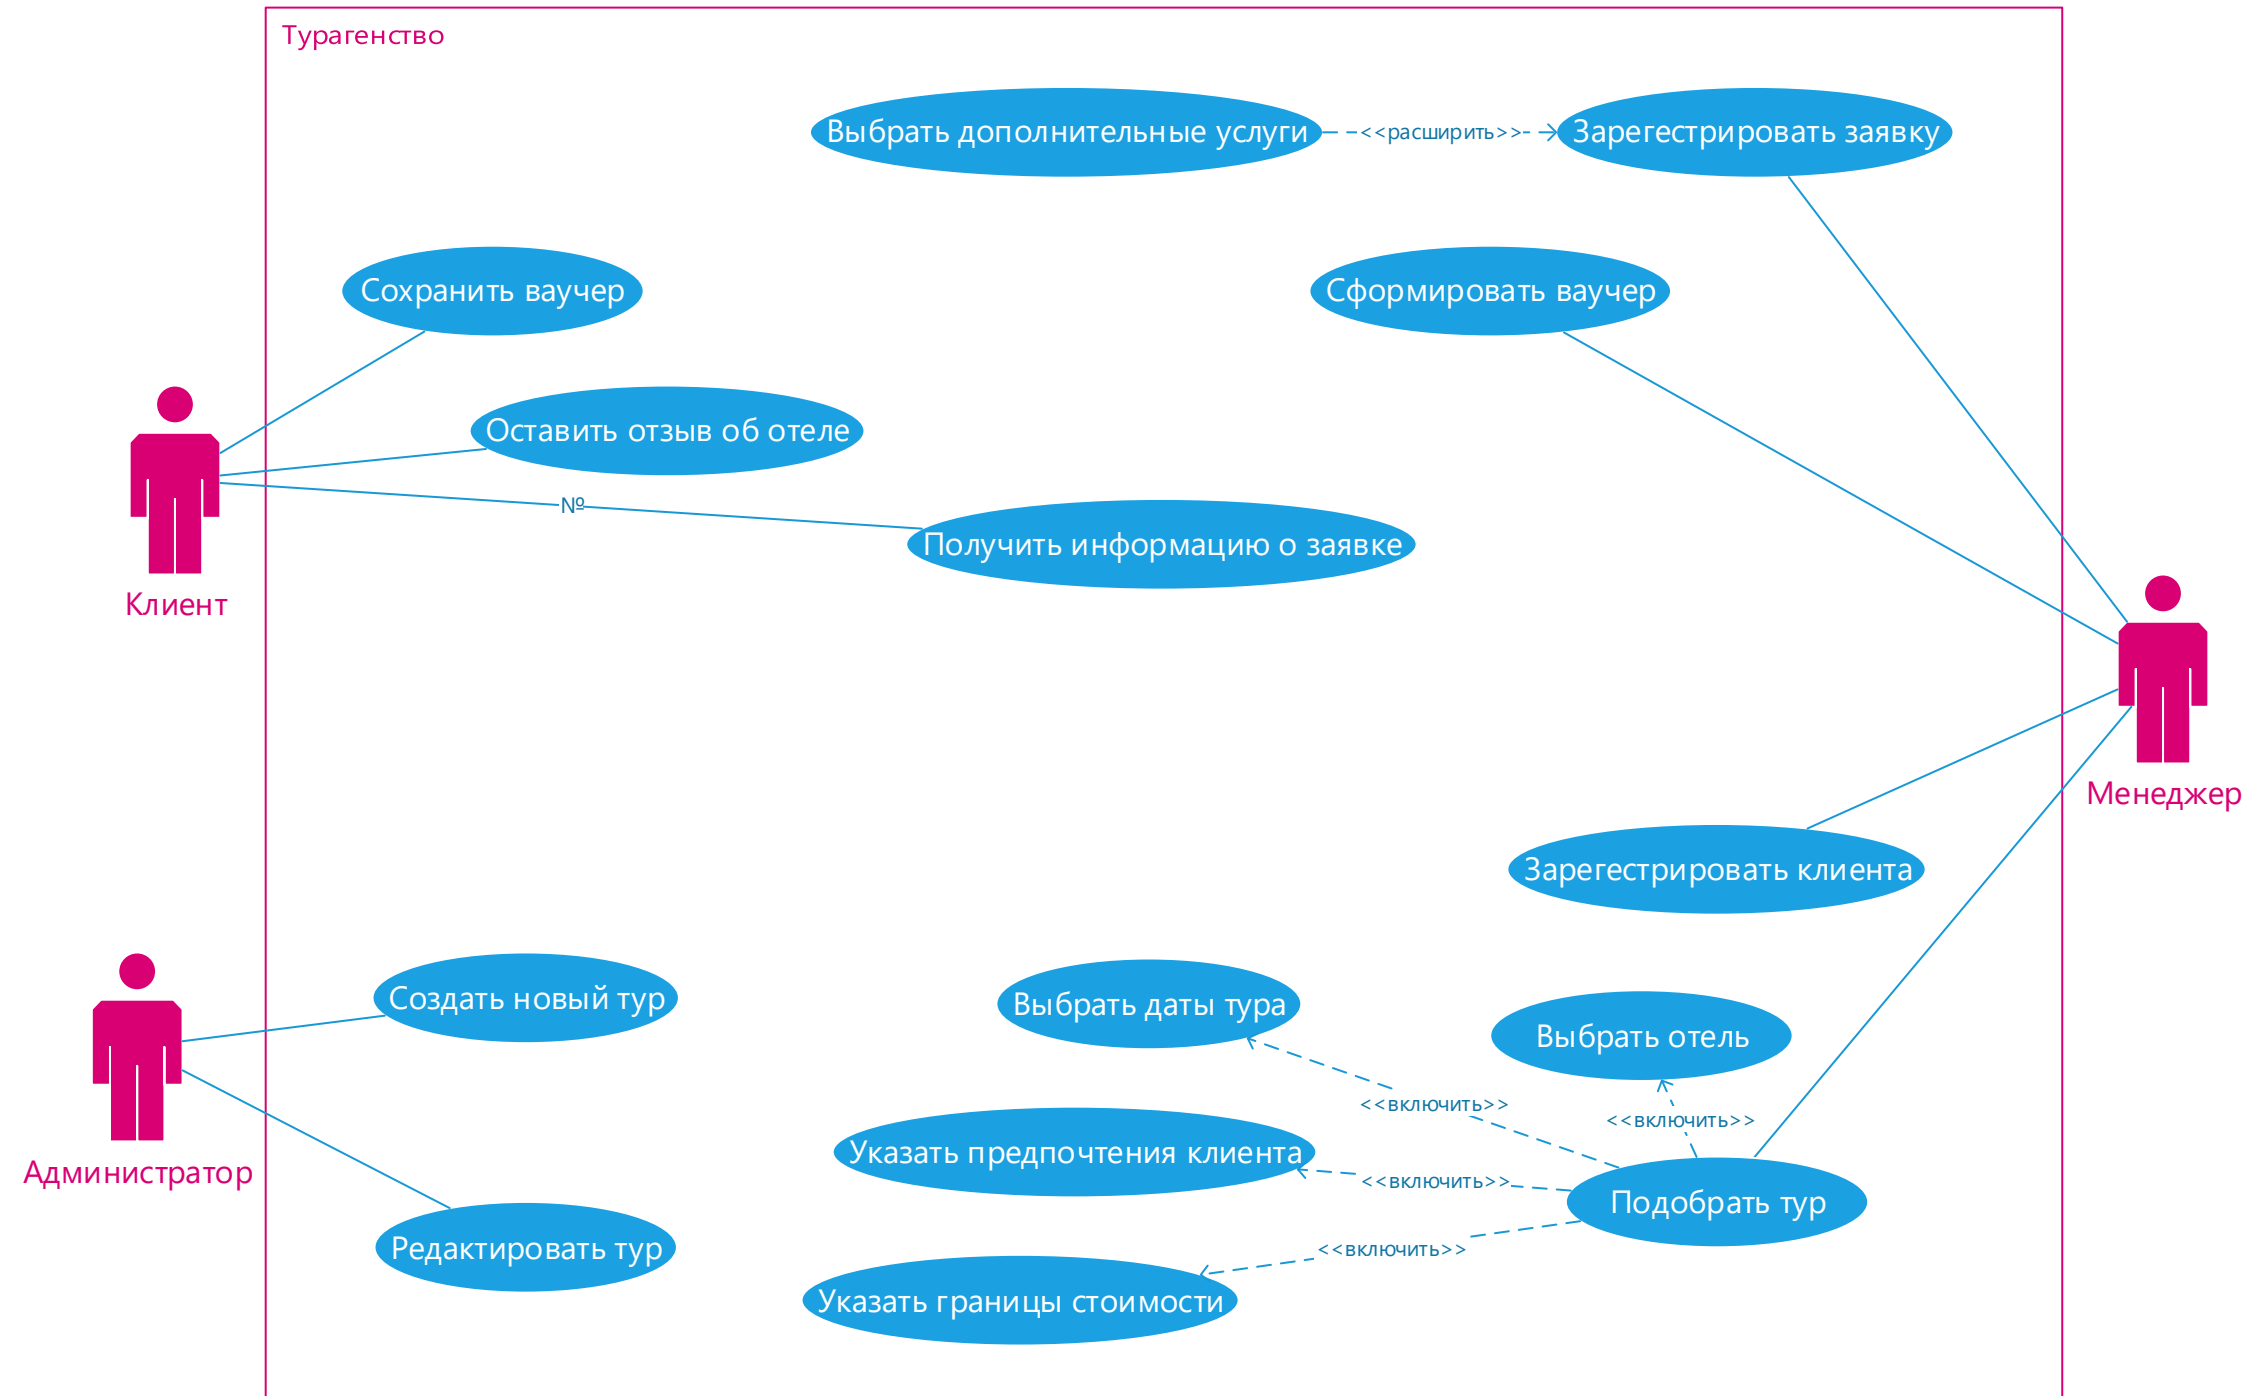 Турагенство
Выбрать дополнительные услуги
<<расширить>>
Зарегестрировать заявку
Сохранить ваучер
Сформировать ваучер
Оставить отзыв об отеле
№
Получить информацию о заявке
Клиент
Менеджер
Зарегестрировать клиента
Создать новый тур
Выбрать даты тура
Выбрать отель
<<включить>>
<<включить>>
Указать предпочтения клиента
<<включить>>
Администратор
Подобрать тур
Редактировать тур
<<включить>>
Указать границы стоимости